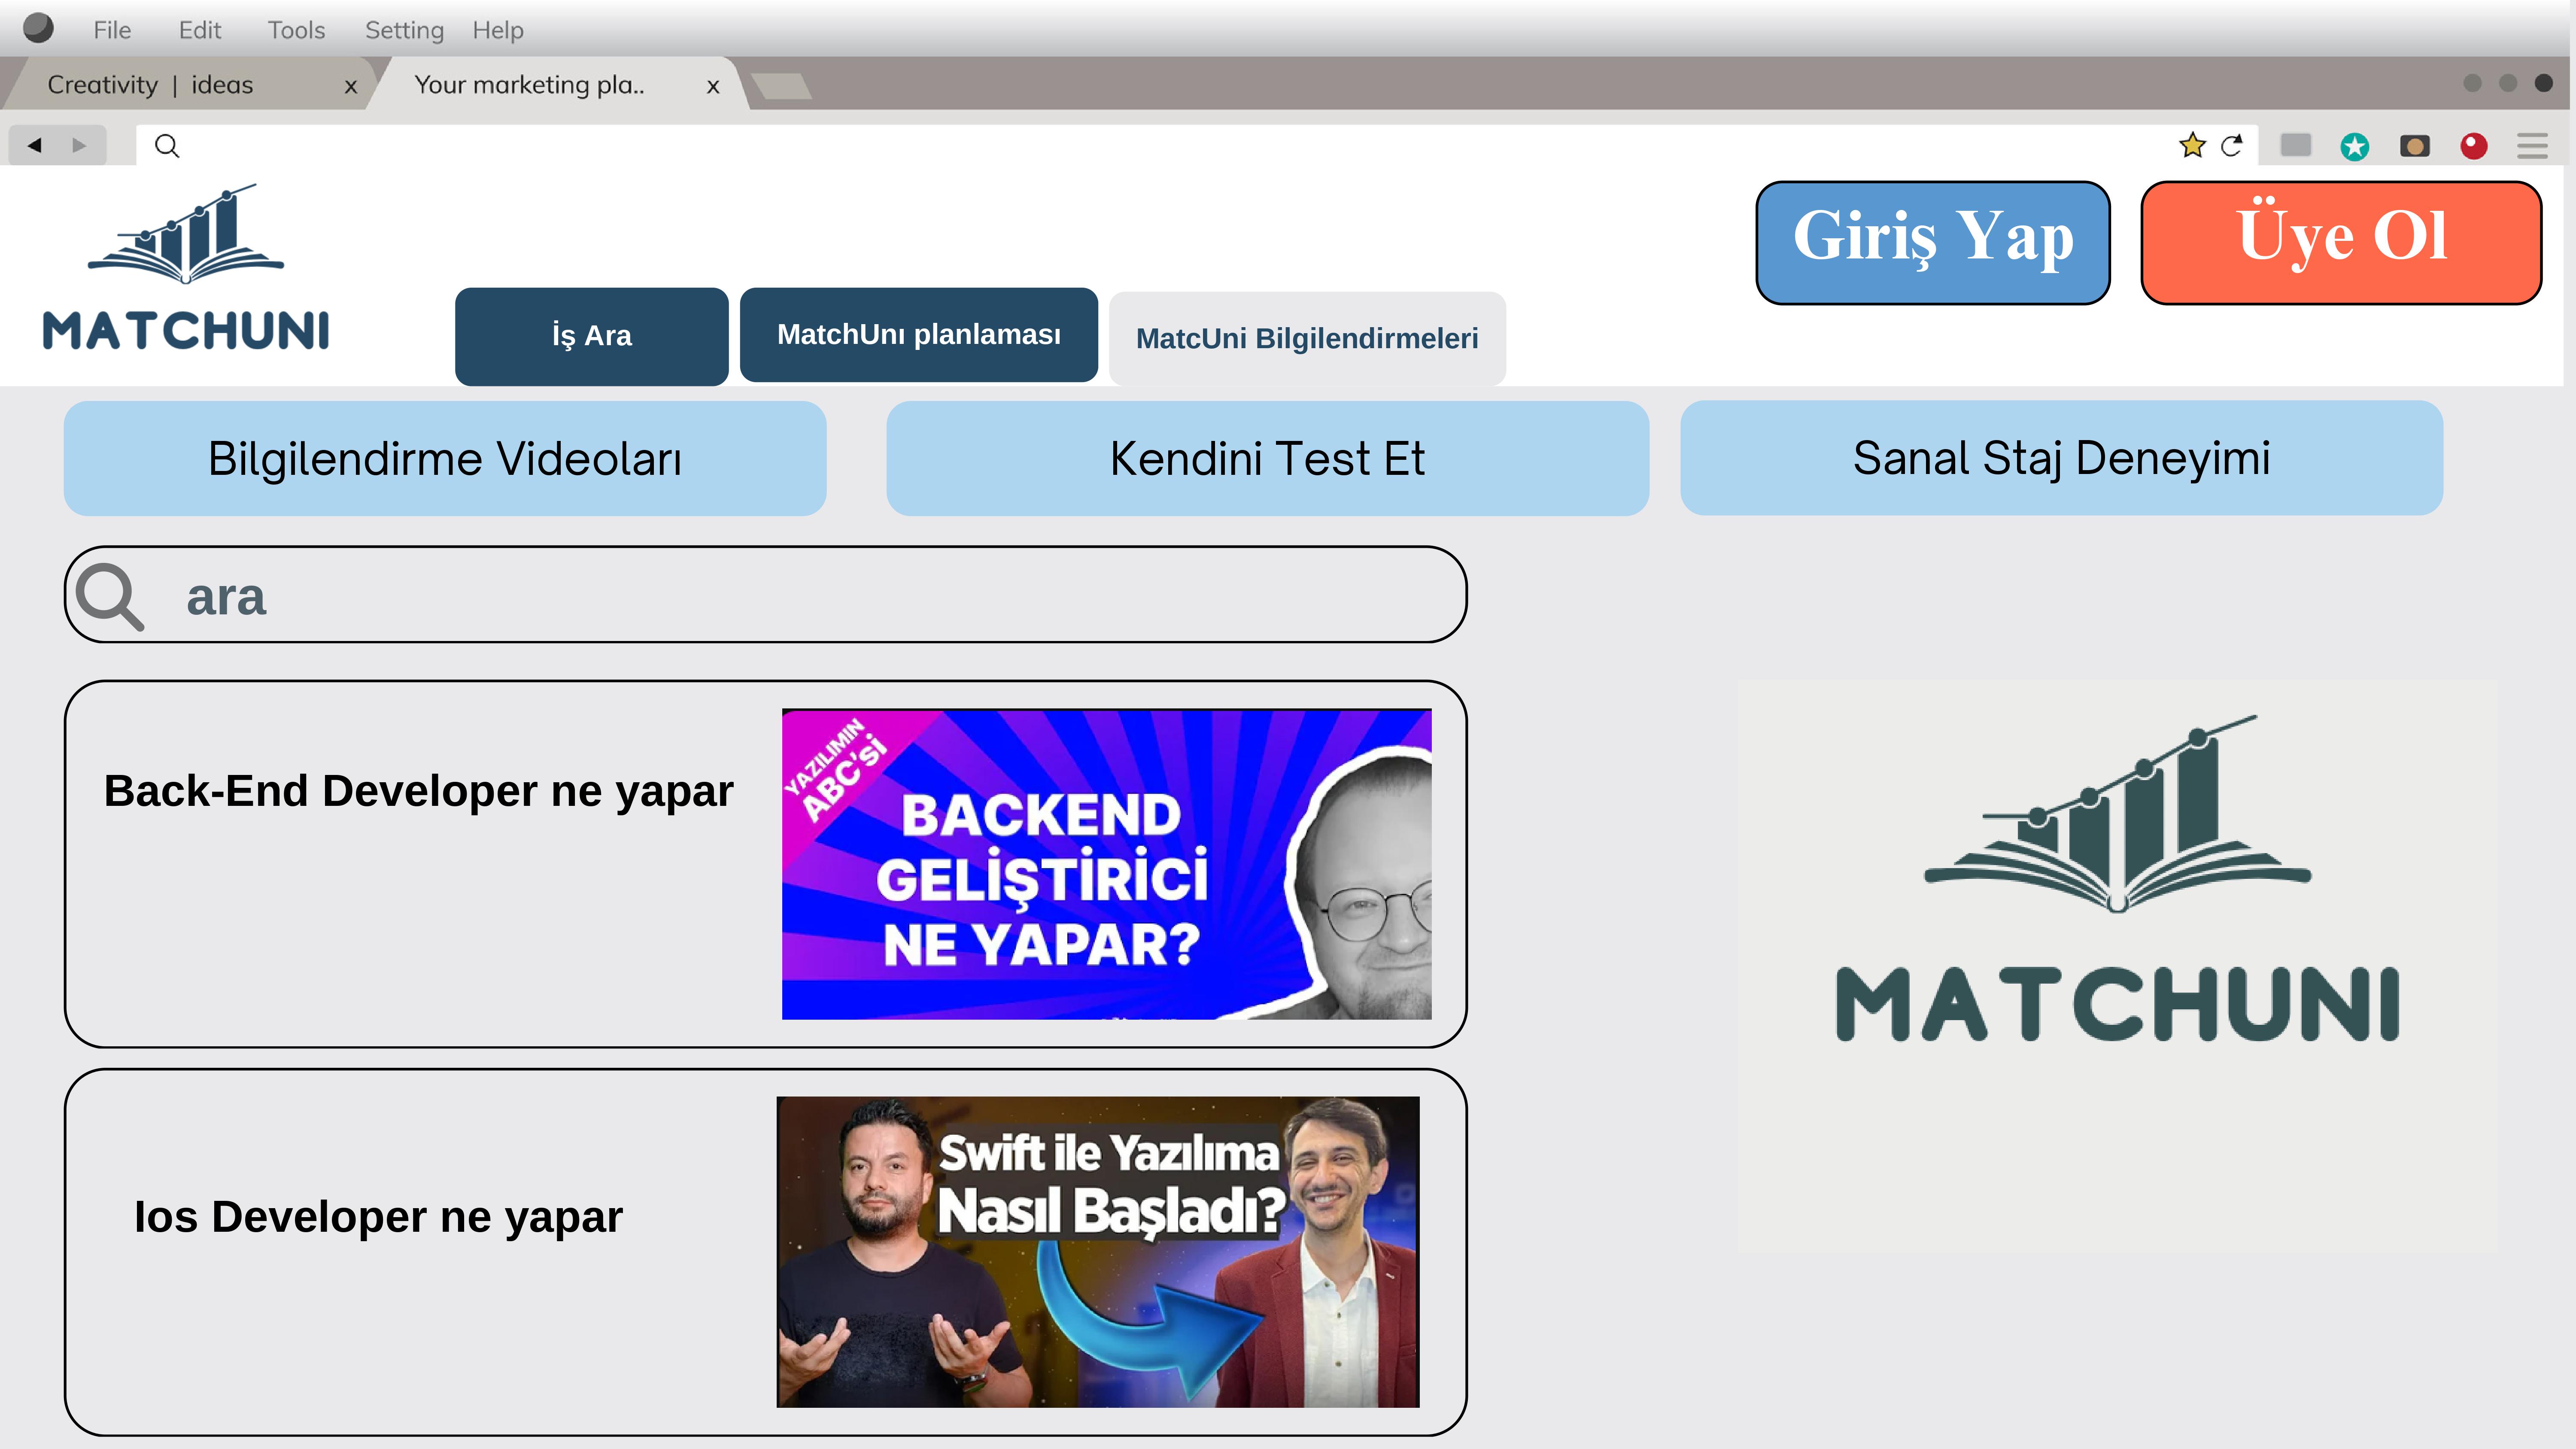 File Edit Tools Setting Help
Creativity | ideas x Your marketing pla.. x
MATCHUNI
Giriş Yap
Üye Ol
İş Ara
MatchUnı planlaması
MatcUni Bilgilendirmeleri
Bilgilendirme Videoları
Kendini Test Et
Sanal Staj Deneyimi
ara
Back-End Developer ne yapar
YAZILIMIN
ABC'si
BACKEND
GELİŞTİRİCİ
NE YAPAR?
MATCHUNI
Ios Developer ne yapar
Swift ile Yazılıma
Nasıl Başladı?